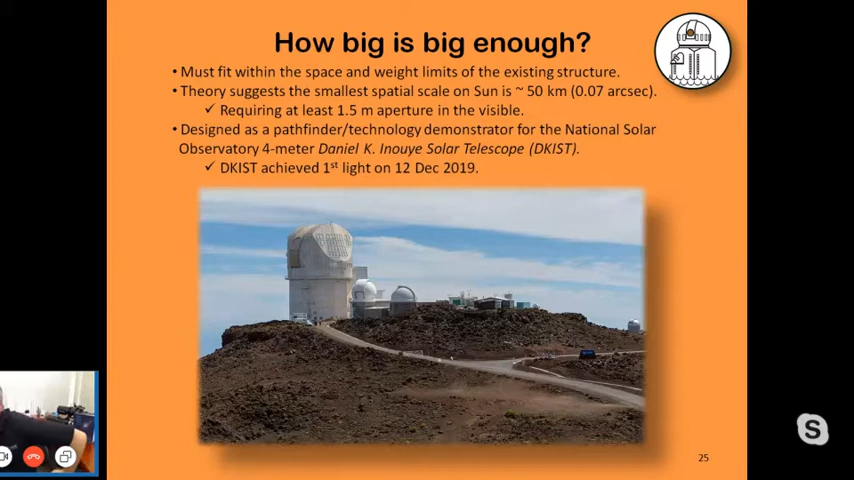 How big is big enough?
• Must fit within the space and weight limits of the existing structure.
• Theory suggests the smallest spatial scale on Sun is ~ 50 km (0.07 arcsec).
✓ Requiring at least 1.5 m aperture in the visible.
• Designed as a pathfinder/technology demonstrator for the National Solar
Observatory 4-meter Daniel K. Inouye Solar Telescope (DKIST).
✓ DKIST achieved 1st light on 12 Dec 2019.
25
S